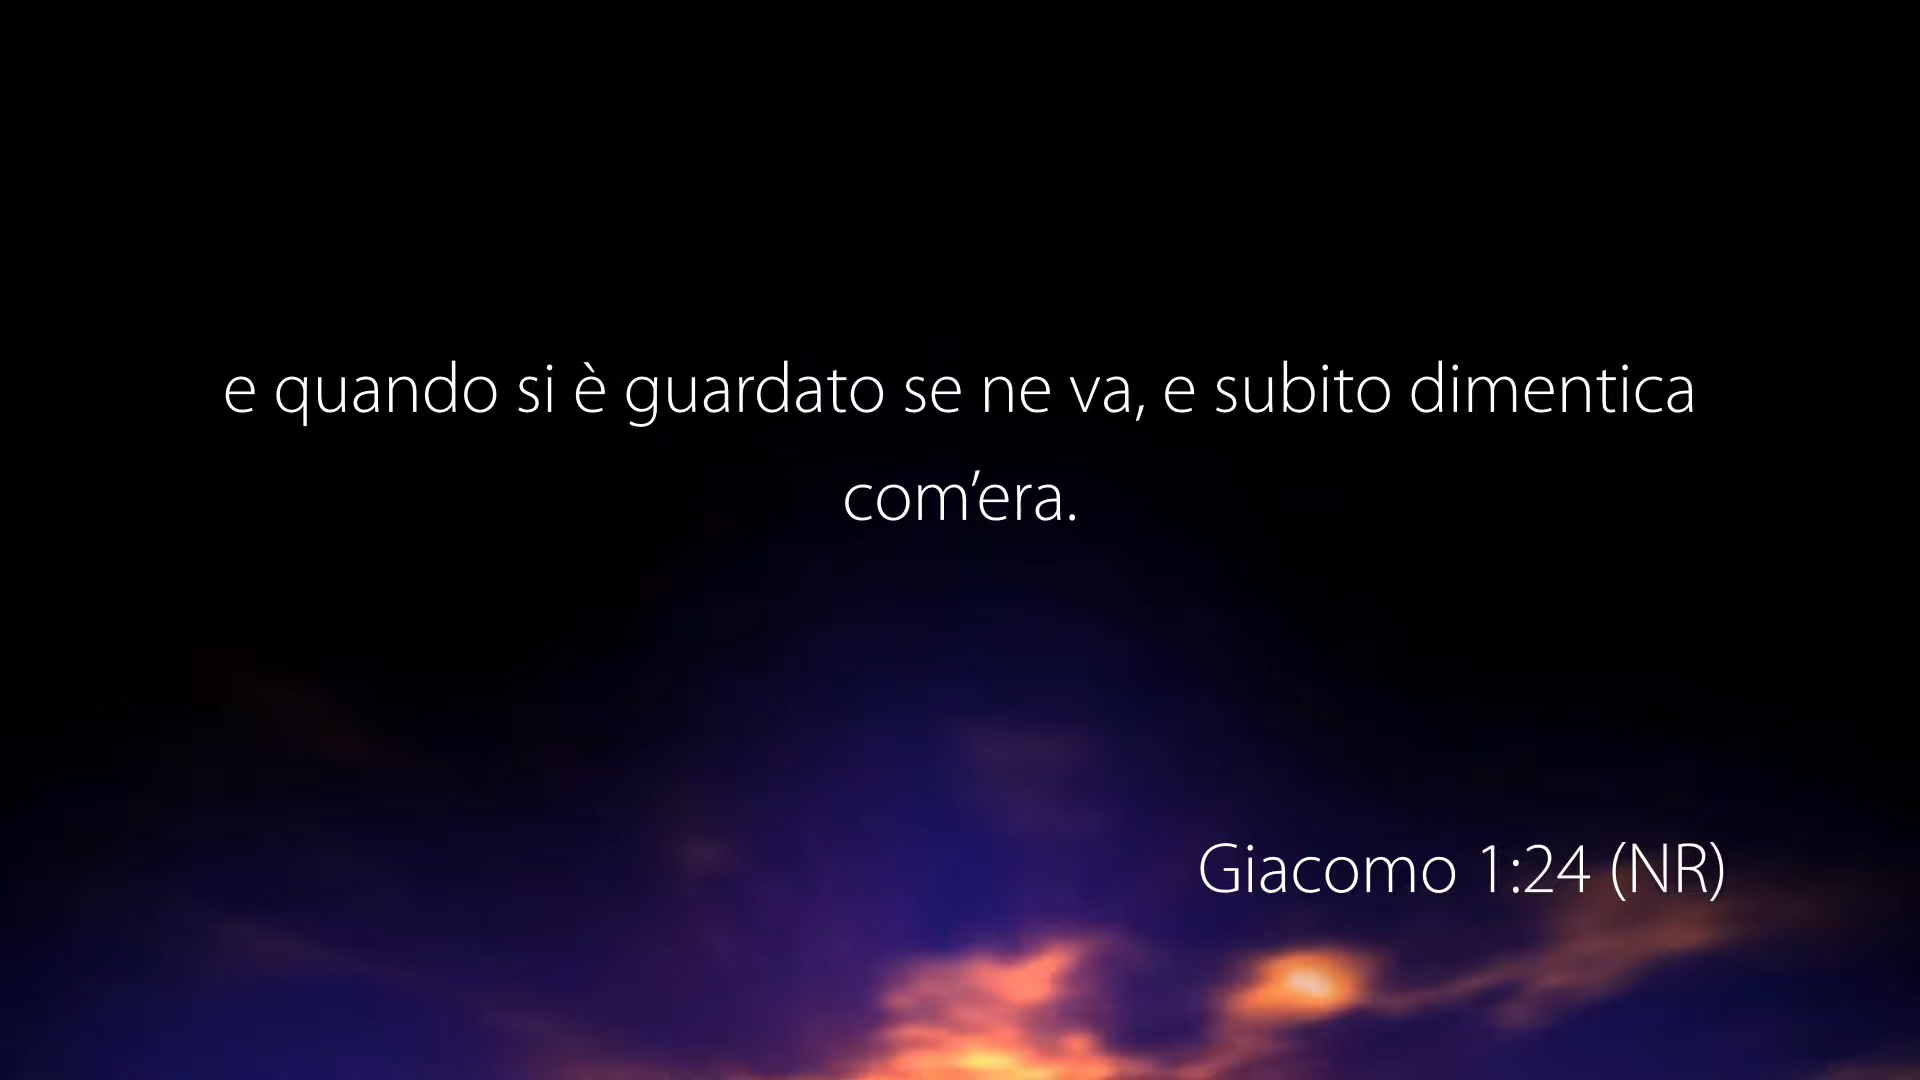 e quando si è guardato se ne va, e subito dimentica
com’era.
Giacomo 1:24 (NR)